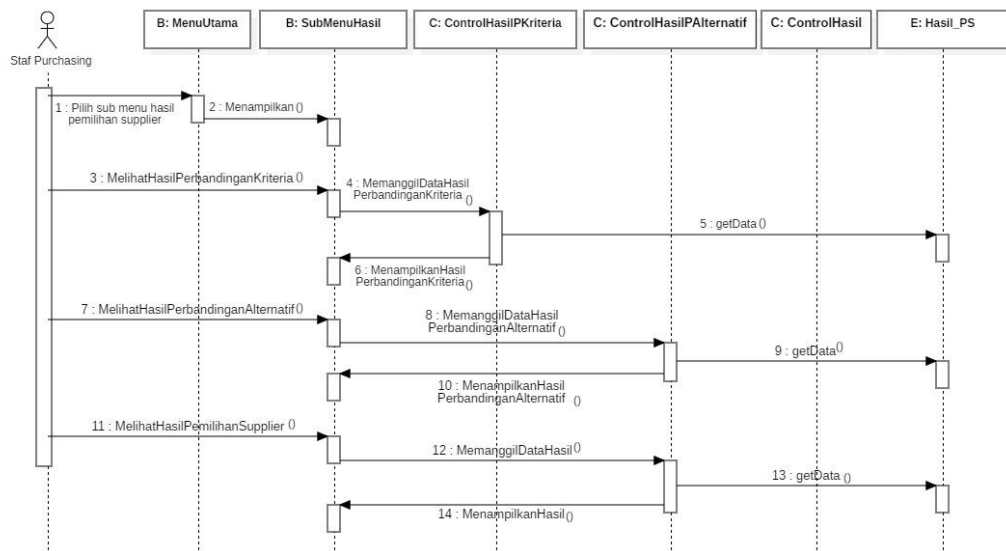 B: MenuUtama
B: SubMenuHasil
C: ControlHasilPKriteria
C: ControlHasilPAlternatif
C: ControlHasil
E: Hasil_PS
Staf Purchasing
1 : Pilih sub menu hasil
pemilihan supplier
2 : Menampilkan()
3 : MelihatHasilPerbandinganKriteria()
4 : MemanggilDataHasil
PerbandinganKriteria()
5 : getData()
6 : MenampilkanHasil
PerbandinganKriteria()
7 : MelihatHasilPerbandinganAlternatif()
8 : MemanggilDataHasil
PerbandinganAlternatif()
9 : getData()
10 : MenampilkanHasil
PerbandinganAlternatif ()
11 : MelihatHasilPemilihanSupplier ()
12 : MemanggilDataHasil()
13 : getData ()
14 : MenampilkanHasil()